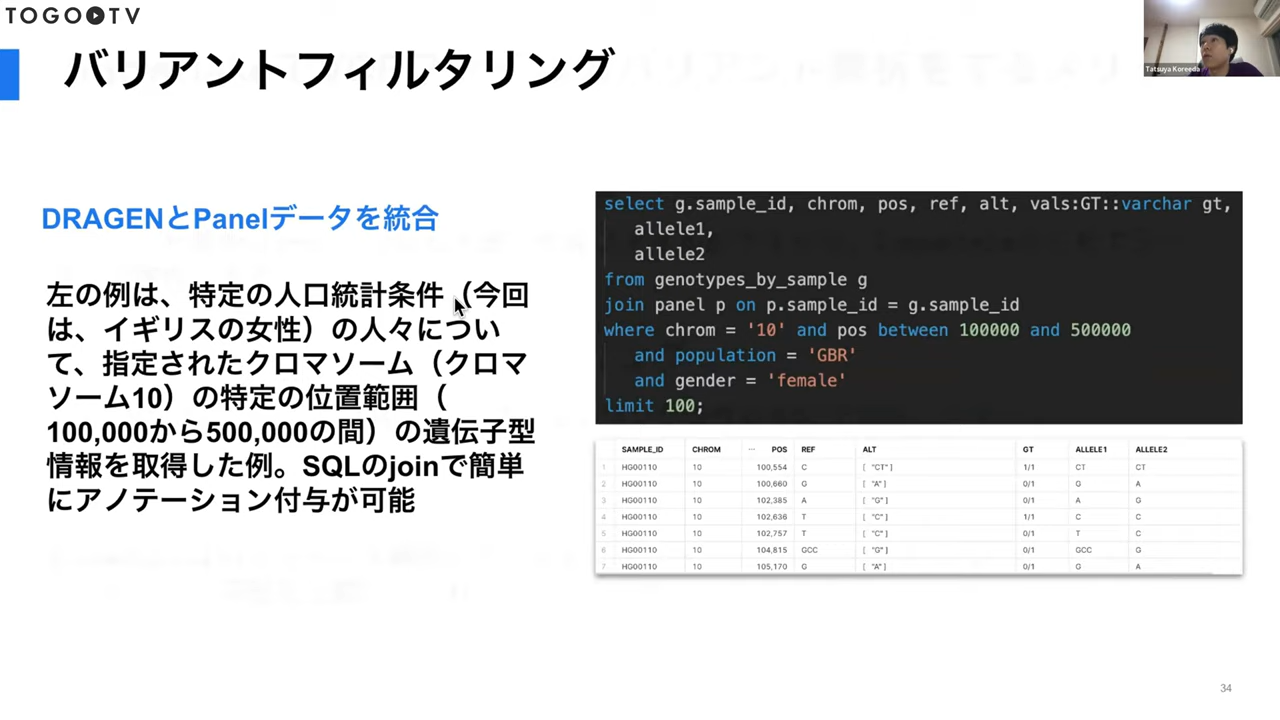 TOGO TV
Tatsuya Koreeda
バリアントフィルタリング
DRAGENとPanelデータを統合
左の例は、特定の人口統計条件（今回
は、イギリスの女性）の人々につい
て、指定されたクロマソーム（クロマ
ソーム10）の特定の位置範囲（
100,000から500,000の間）の遺伝子型
情報を取得した例。SQLのjoinで簡単
にアノテーション付与が可能
select g.sample_id, chrom, pos, ref, alt, vals:GT::varchar gt,
allele1,
allele2
from genotypes_by_sample g
join panel p on p.sample_id = g.sample_id
where chrom = '10' and pos between 100000 and 500000
and population = 'GBR'
and gender = 'female'
limit 100;
SAMPLE_ID CHROM ··· POS REF ALT GT ALLELE1 ALLELE2
1 HG00110 10 100,554 C [ "CT" ] 1/1 CT CT
2 HG00110 10 100,660 G [ "A" ] 0/1 G A
3 HG00110 10 102,385 A [ "G" ] 0/1 A G
4 HG00110 10 102,636 T [ "C" ] 1/1 C C
5 HG00110 10 102,757 T [ "C" ] 0/1 T C
6 HG00110 10 104,815 GCC [ "G" ] 0/1 GCC G
7 HG00110 10 105,170 G [ "A" ] 0/1 G A
34